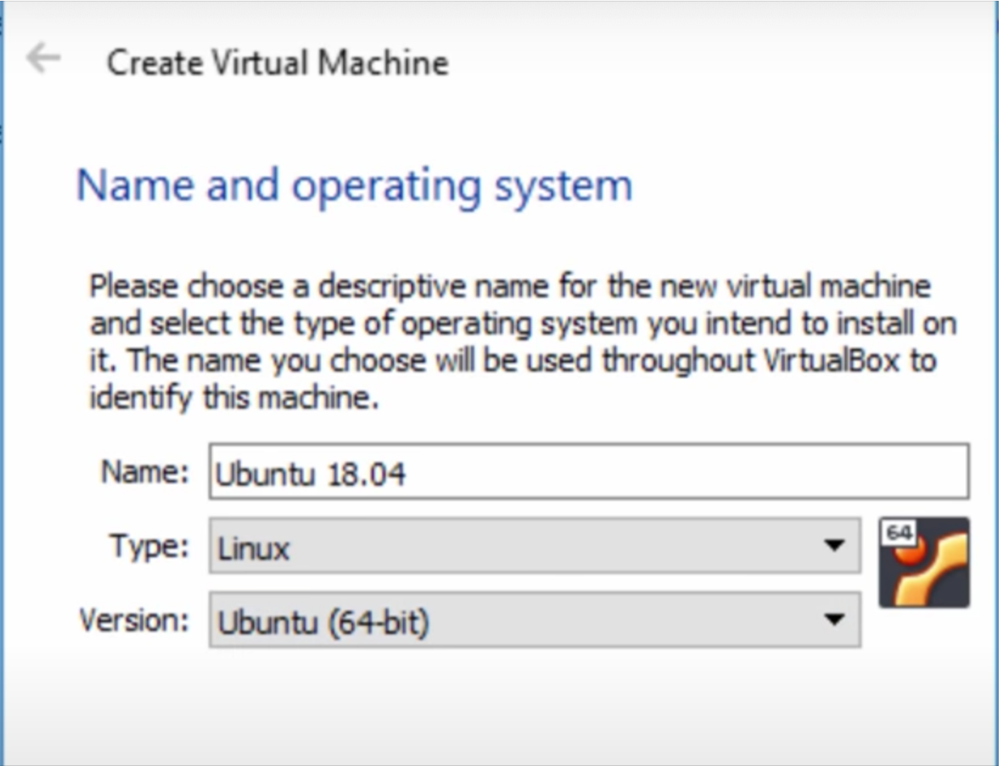 Create Virtual Machine
Name and operating system
Please choose a descriptive name for the new virtual machine
and select the type of operating system you intend to install on
it. The name you choose will be used throughout VirtualBox to
identify this machine.
Name: Ubuntu 18.04
Type: Linux
64
Version: Ubuntu (64-bit)